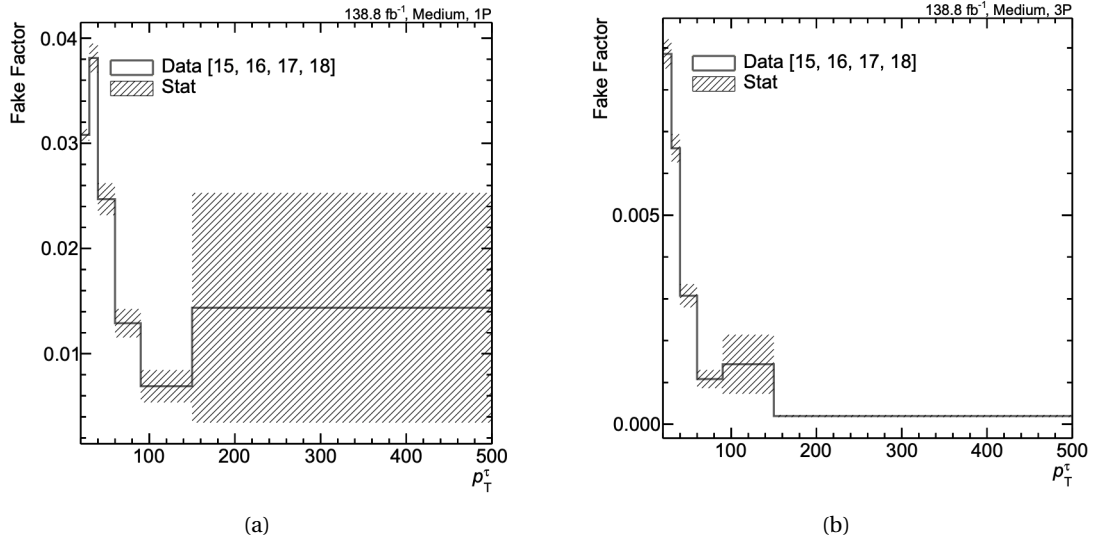 138.8 fb⁻¹, Medium, 1P
Fake Factor
0.04
0.03
0.02
0.01
Data [15, 16, 17, 18]
Stat
100 200 300 400 500
p_T^τ
(a)
138.8 fb⁻¹, Medium, 3P
Fake Factor
0.005
0.000
Data [15, 16, 17, 18]
Stat
100 200 300 400 500
p_T^τ
(b)